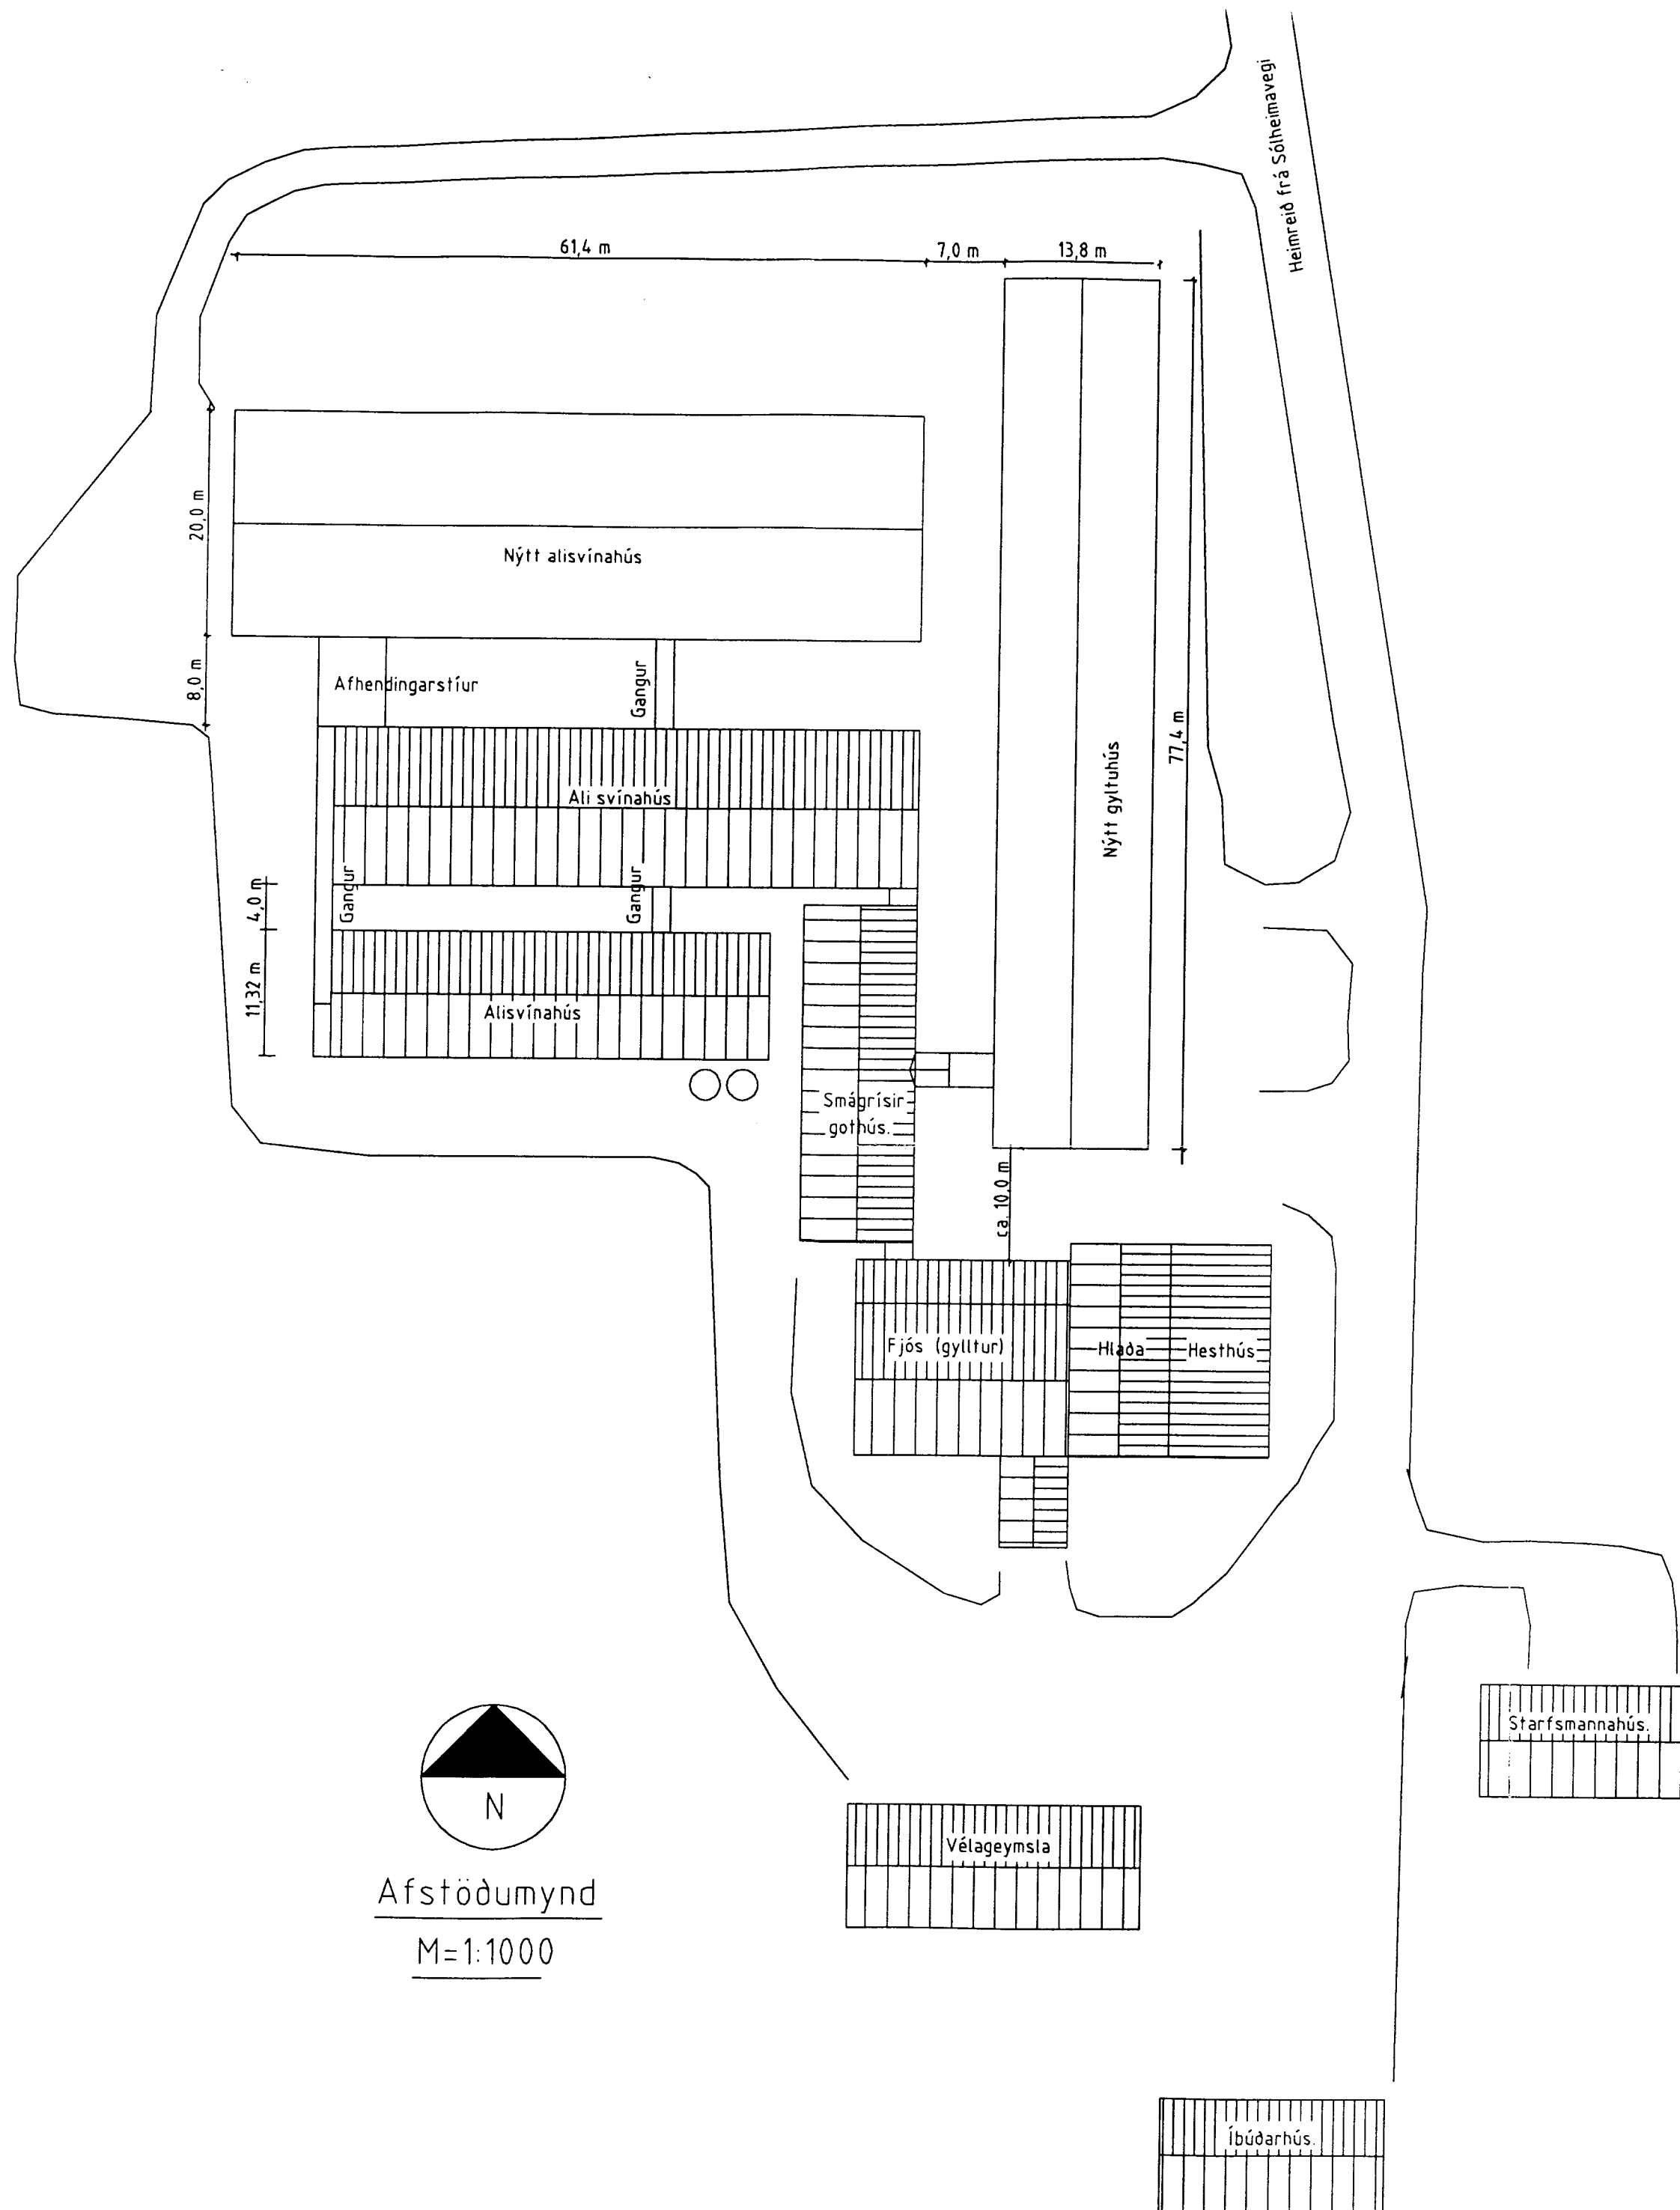 Heimreið frá Sólheimavegi
61,4 m
7,0 m
13,8 m
20,0 m
Nýtt alisvínahús
8,0 m
Afhendingarstíur
Gangur
77,4 m
Nýtt gyltuhús
Ali svínahús
4,0 m
Gangur
Gangur
11,32 m
Alisvínahús
Smágrísir
gothús.
ca. 10,0 m
Fjós (gylltur)
Hlaða
Hesthús
Starfsmannahús.
N
Vélageymsla
Afstöðumynd
M=1:1000
Íbúðarhús.